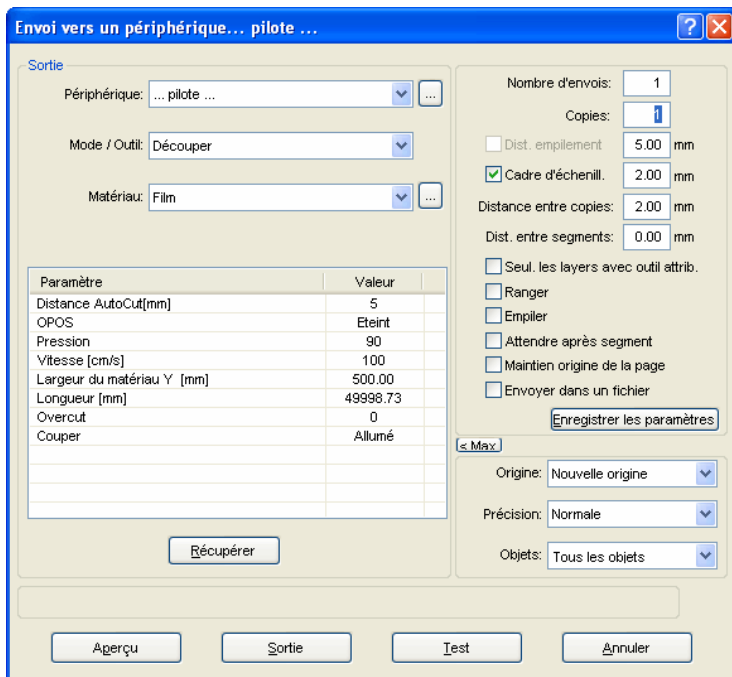 Envoi vers un périphérique... pilote ...
Sortie
Périphérique: ... pilote ... ...
Mode / Outil: Découper
Matériau: Film ...
Paramètre Valeur
Distance AutoCut[mm] 5
OPOS Eteint
Pression 90
Vitesse [cm/s] 100
Largeur du matériau Y [mm] 500.00
Longueur [mm] 49998.73
Overcut 0
Couper Allumé
Récupérer
Nombre d'envois: 1
Copies: 1
Dist. empilement 5.00 mm
Cadre d'échenill. 2.00 mm
Distance entre copies: 2.00 mm
Dist. entre segments: 0.00 mm
Seul. les layers avec outil attrib.
Ranger
Empiler
Attendre après segment
Maintien origine de la page
Envoyer dans un fichier
Enregistrer les paramètres
< Max
Origine: Nouvelle origine
Précision: Normale
Objets: Tous les objets
Aperçu Sortie Test Annuler